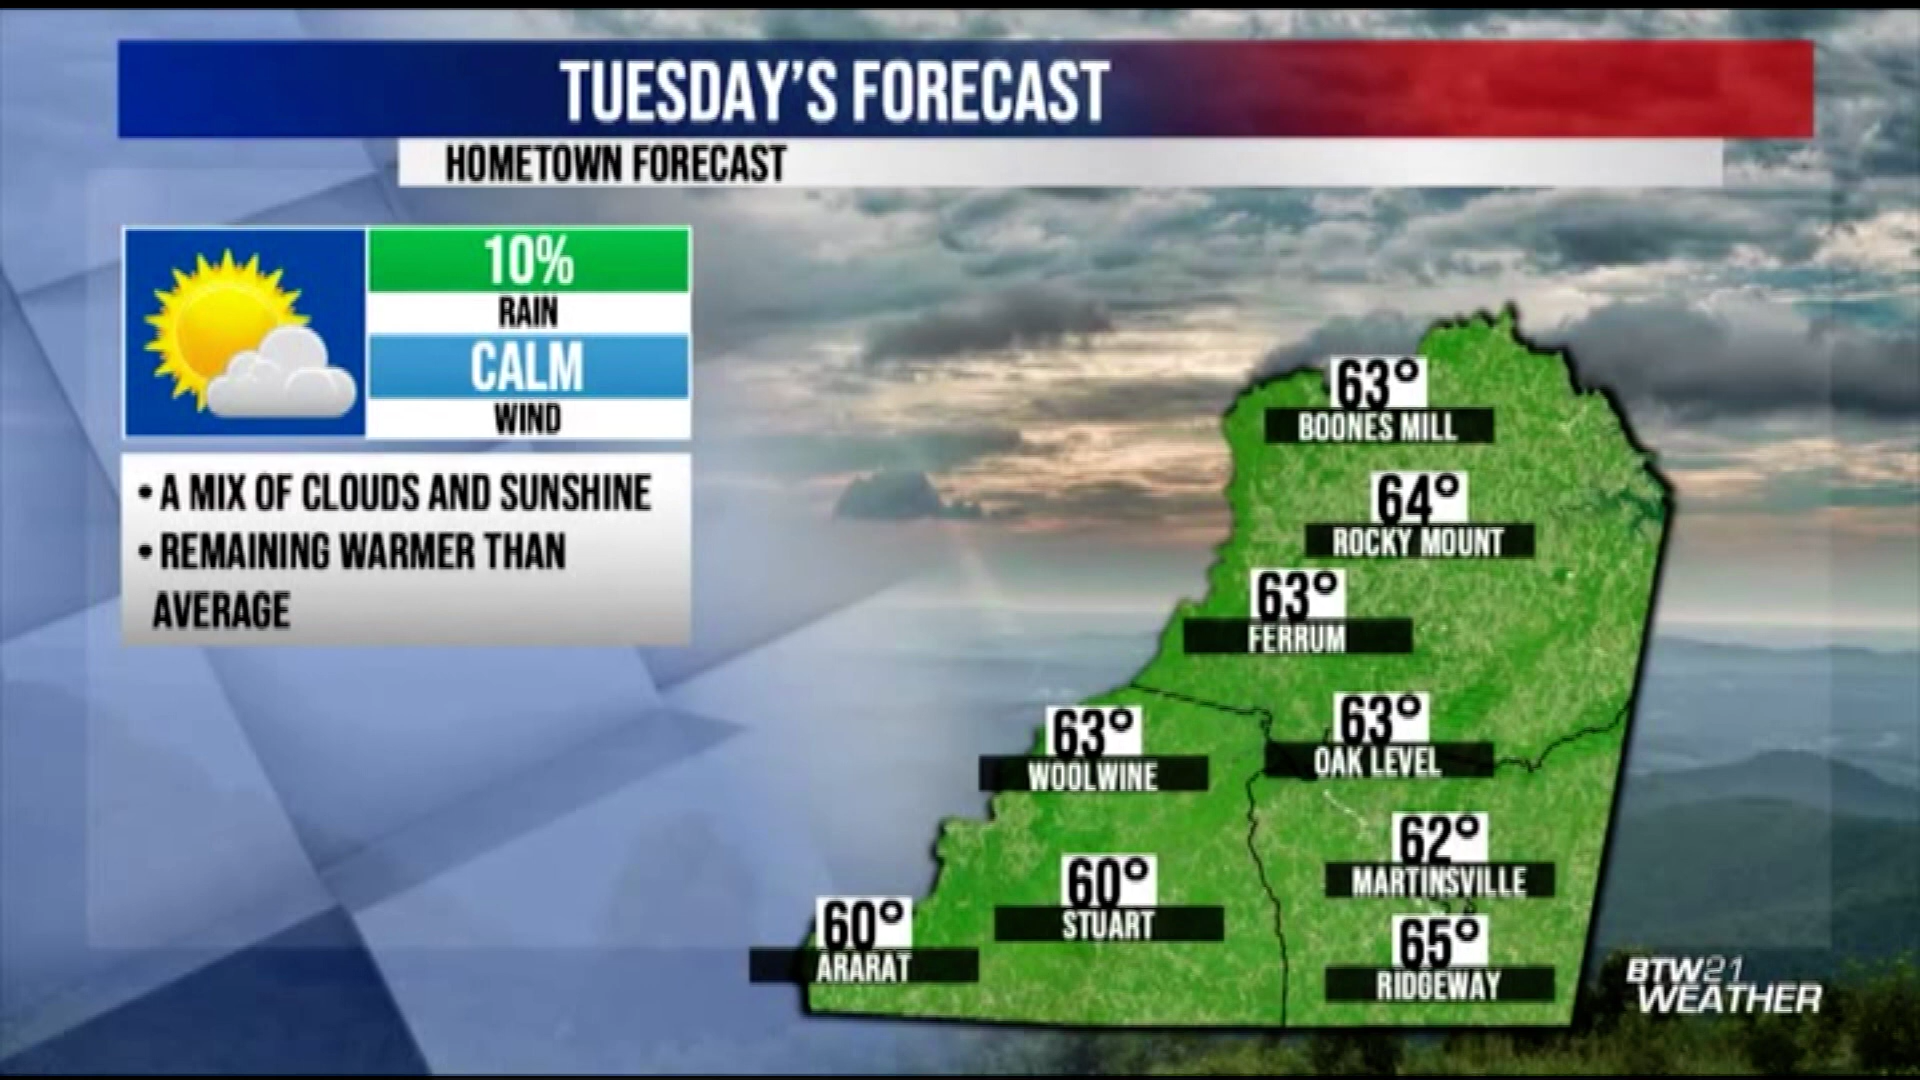 TUESDAY'S FORECAST
HOMETOWN FORECAST
10%
RAIN
CALM
WIND
• A MIX OF CLOUDS AND SUNSHINE
• REMAINING WARMER THAN
AVERAGE
63°
BOONES MILL
64°
ROCKY MOUNT
63°
FERRUM
63°
OAK LEVEL
63°
WOOLWINE
62°
MARTINSVILLE
60°
STUART
60°
ARARAT
65°
RIDGEWAY
BTW21
WEATHER